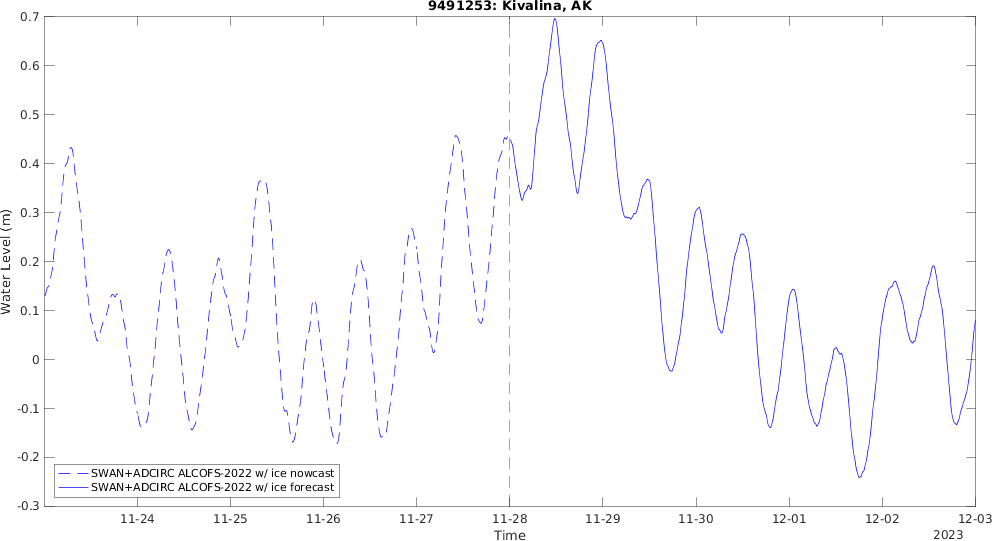 9491253: Kivalina, AK
0.7
0.6
0.5
0.4
0.3
0.2
0.1
0
-0.1
-0.2
-0.3
Water Level (m)
SWAN+ADCIRC ALCOFS-2022 w/ ice nowcast
SWAN+ADCIRC ALCOFS-2022 w/ ice forecast
11-24 11-25 11-26 11-27 11-28 11-29 11-30 12-01 12-02 12-03
Time
2023